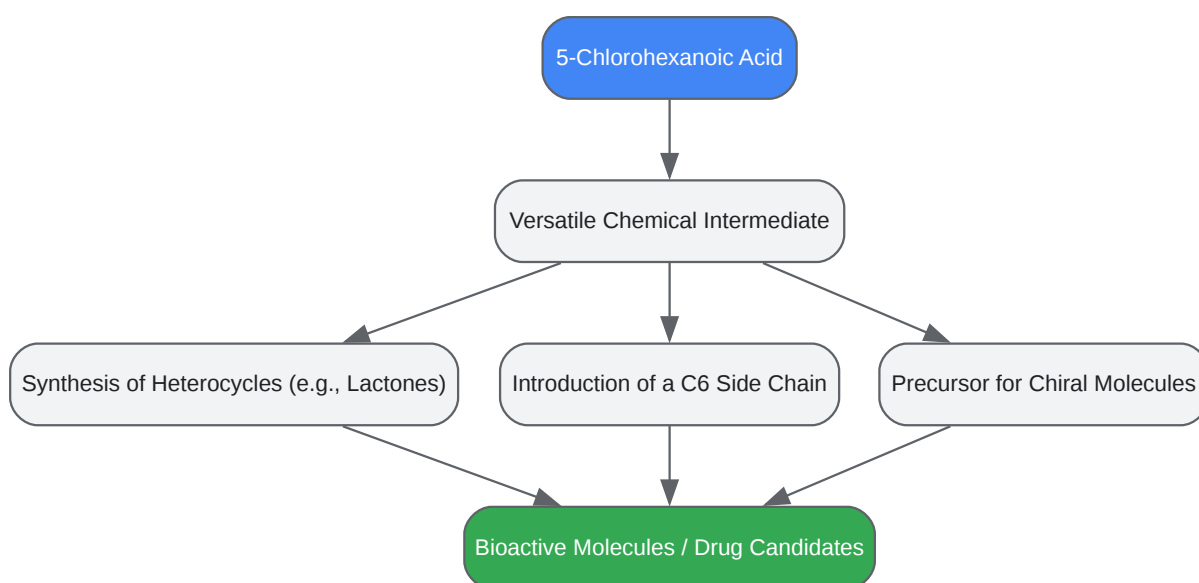 5-Chlorohexanoic Acid
Versatile Chemical Intermediate
Synthesis of Heterocycles (e.g., Lactones)
Introduction of a C6 Side Chain
Precursor for Chiral Molecules
Bioactive Molecules / Drug Candidates